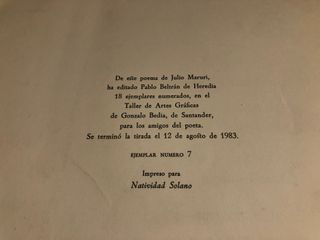 De este poema de Julio Maruri,
ha editado Pablo Beltrán de Heredia
18 ejemplares numerados, en el
Taller de Artes Gráficas
de Gonzalo Bedia, de Santander,
para los amigos del poeta.
Se terminó la tirada el 12 de agosto de 1983.
EJEMPLAR NUMERO 7
Impreso para
Natividad Solano